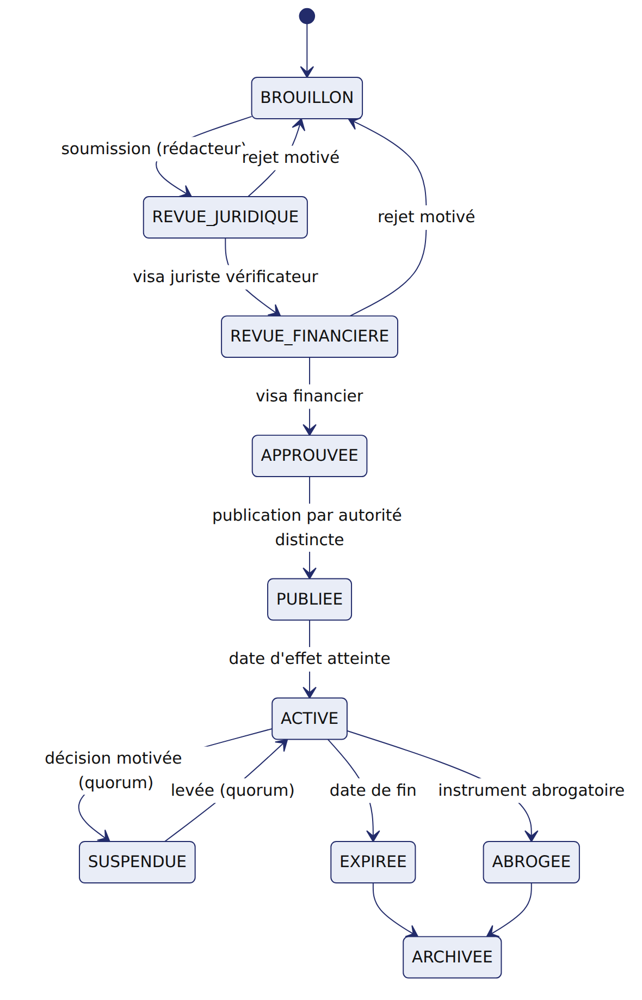 BROUILLON
soumission (rédacteur)
rejet motivé
REVUE_JURIDIQUE
rejet motivé
visa juriste vérificateur
REVUE_FINANCIERE
visa financier
APPROUVEE
publication par autorité
distincte
PUBLIEE
date d'effet atteinte
ACTIVE
décision motivée
(quorum)
levée (quorum)
date de fin
instrument abrogatoire
SUSPENDUE
EXPIREE
ABROGEE
ARCHIVEE